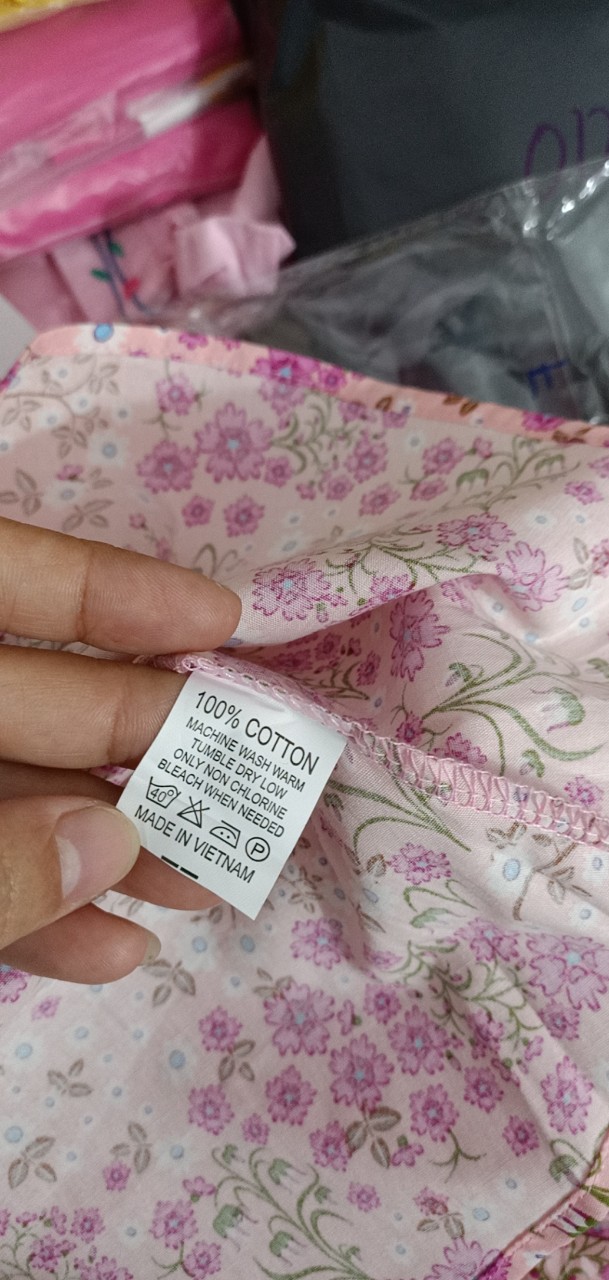 100% COTTON
MACHINE WASH WARM
TUMBLE DRY LOW
ONLY NON CHLORINE
BLEACH WHEN NEEDED
40° P
MADE IN VIETNAM